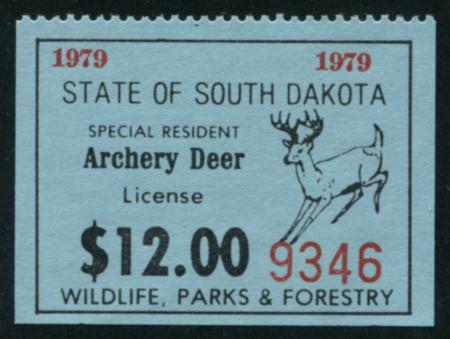 1979 1979
STATE OF SOUTH DAKOTA
SPECIAL RESIDENT
Archery Deer
License
$12.00 9346
WILDLIFE, PARKS & FORESTRY